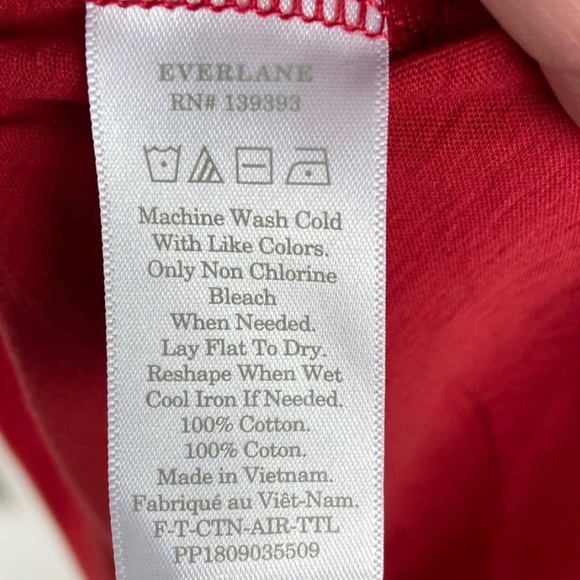 EVERLANE
RN# 139393
Machine Wash Cold
With Like Colors.
Only Non Chlorine
Bleach
When Needed.
Lay Flat To Dry.
Reshape When Wet
Cool Iron If Needed.
100% Cotton.
100% Coton.
Made in Vietnam.
Fabriqué au Viêt-Nam.
F-T-CTN-AIR-TTL
PP1809035509